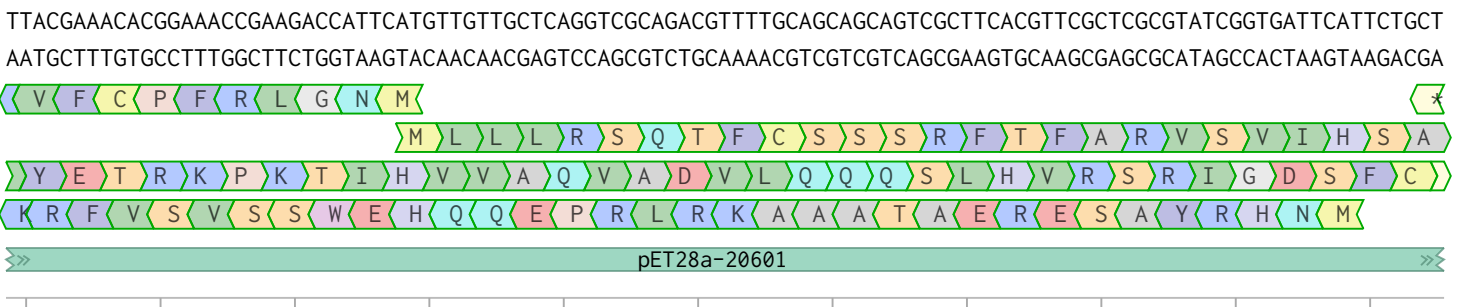 TTACGAAACACGGAAACCGAAGACCATTCATGTTGTTGCTCAGGTCGCAGACGTTTTGCAGCAGCAGTCGCTTCACGTTCGCTCGCGTATCGGTGATTCATTCTGCT
AATGCTTTGTGCCTTTGGCTTCTGGTAAGTACAACAACGAGTCCAGCGTCTGCAAAACGTCGTCGTCAGCGAAGTGCAAGCGAGCGCATAGCCACTAAGTAAGACGA
V F C P F R L G N M *
M L L L R S Q T F C S S S R F T F A R V S V I H S A
Y E T R K P K T I H V V A Q V A D V L Q Q Q S L H V R S R I G D S F C
K R F V S V S S W E H Q Q E P R L R K A A A T A E R E S A Y R H N M
pET28a-20601